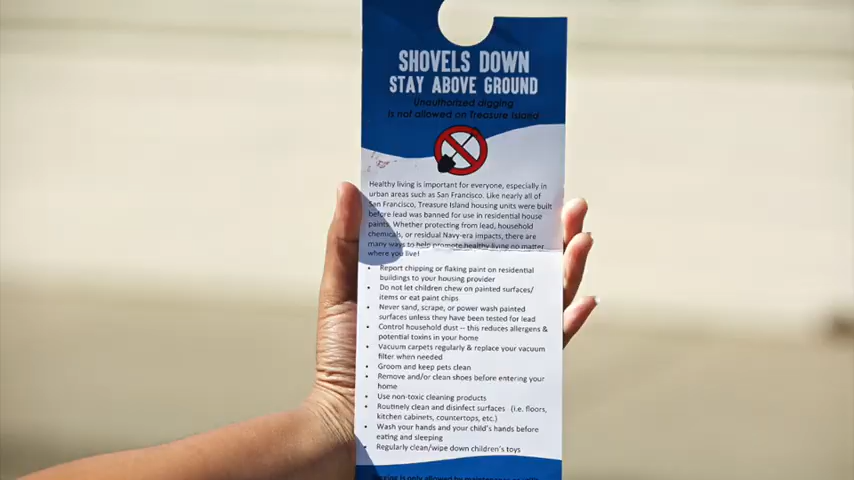 SHOVELS DOWN
STAY ABOVE GROUND
Unauthorized digging
is not allowed on Treasure Island
Healthy living is important for everyone, especially in
urban areas such as San Francisco. Like nearly all of
San Francisco, Treasure Island housing units were built
before lead was banned for use in residential house
paint. Whether protecting from lead, household
chemicals, or residual Navy-era impacts, there are
many ways to help promote healthy living no matter
where you live!
• Report chipping or flaking paint on residential
buildings to your housing provider
• Do not let children chew on painted surfaces/
items or eat paint chips
• Never sand, scrape, or power wash painted
surfaces unless they have been tested for lead
• Control household dust -- this reduces allergens &
potential toxins in your home
• Vacuum carpets regularly & replace your vacuum
filter when needed
• Groom and keep pets clean
• Remove and/or clean shoes before entering your
home
• Use non-toxic cleaning products
• Routinely clean and disinfect surfaces (i.e. floors,
kitchen cabinets, countertops, etc.)
• Wash your hands and your child's hands before
eating and sleeping
• Regularly clean/wipe down children's toys